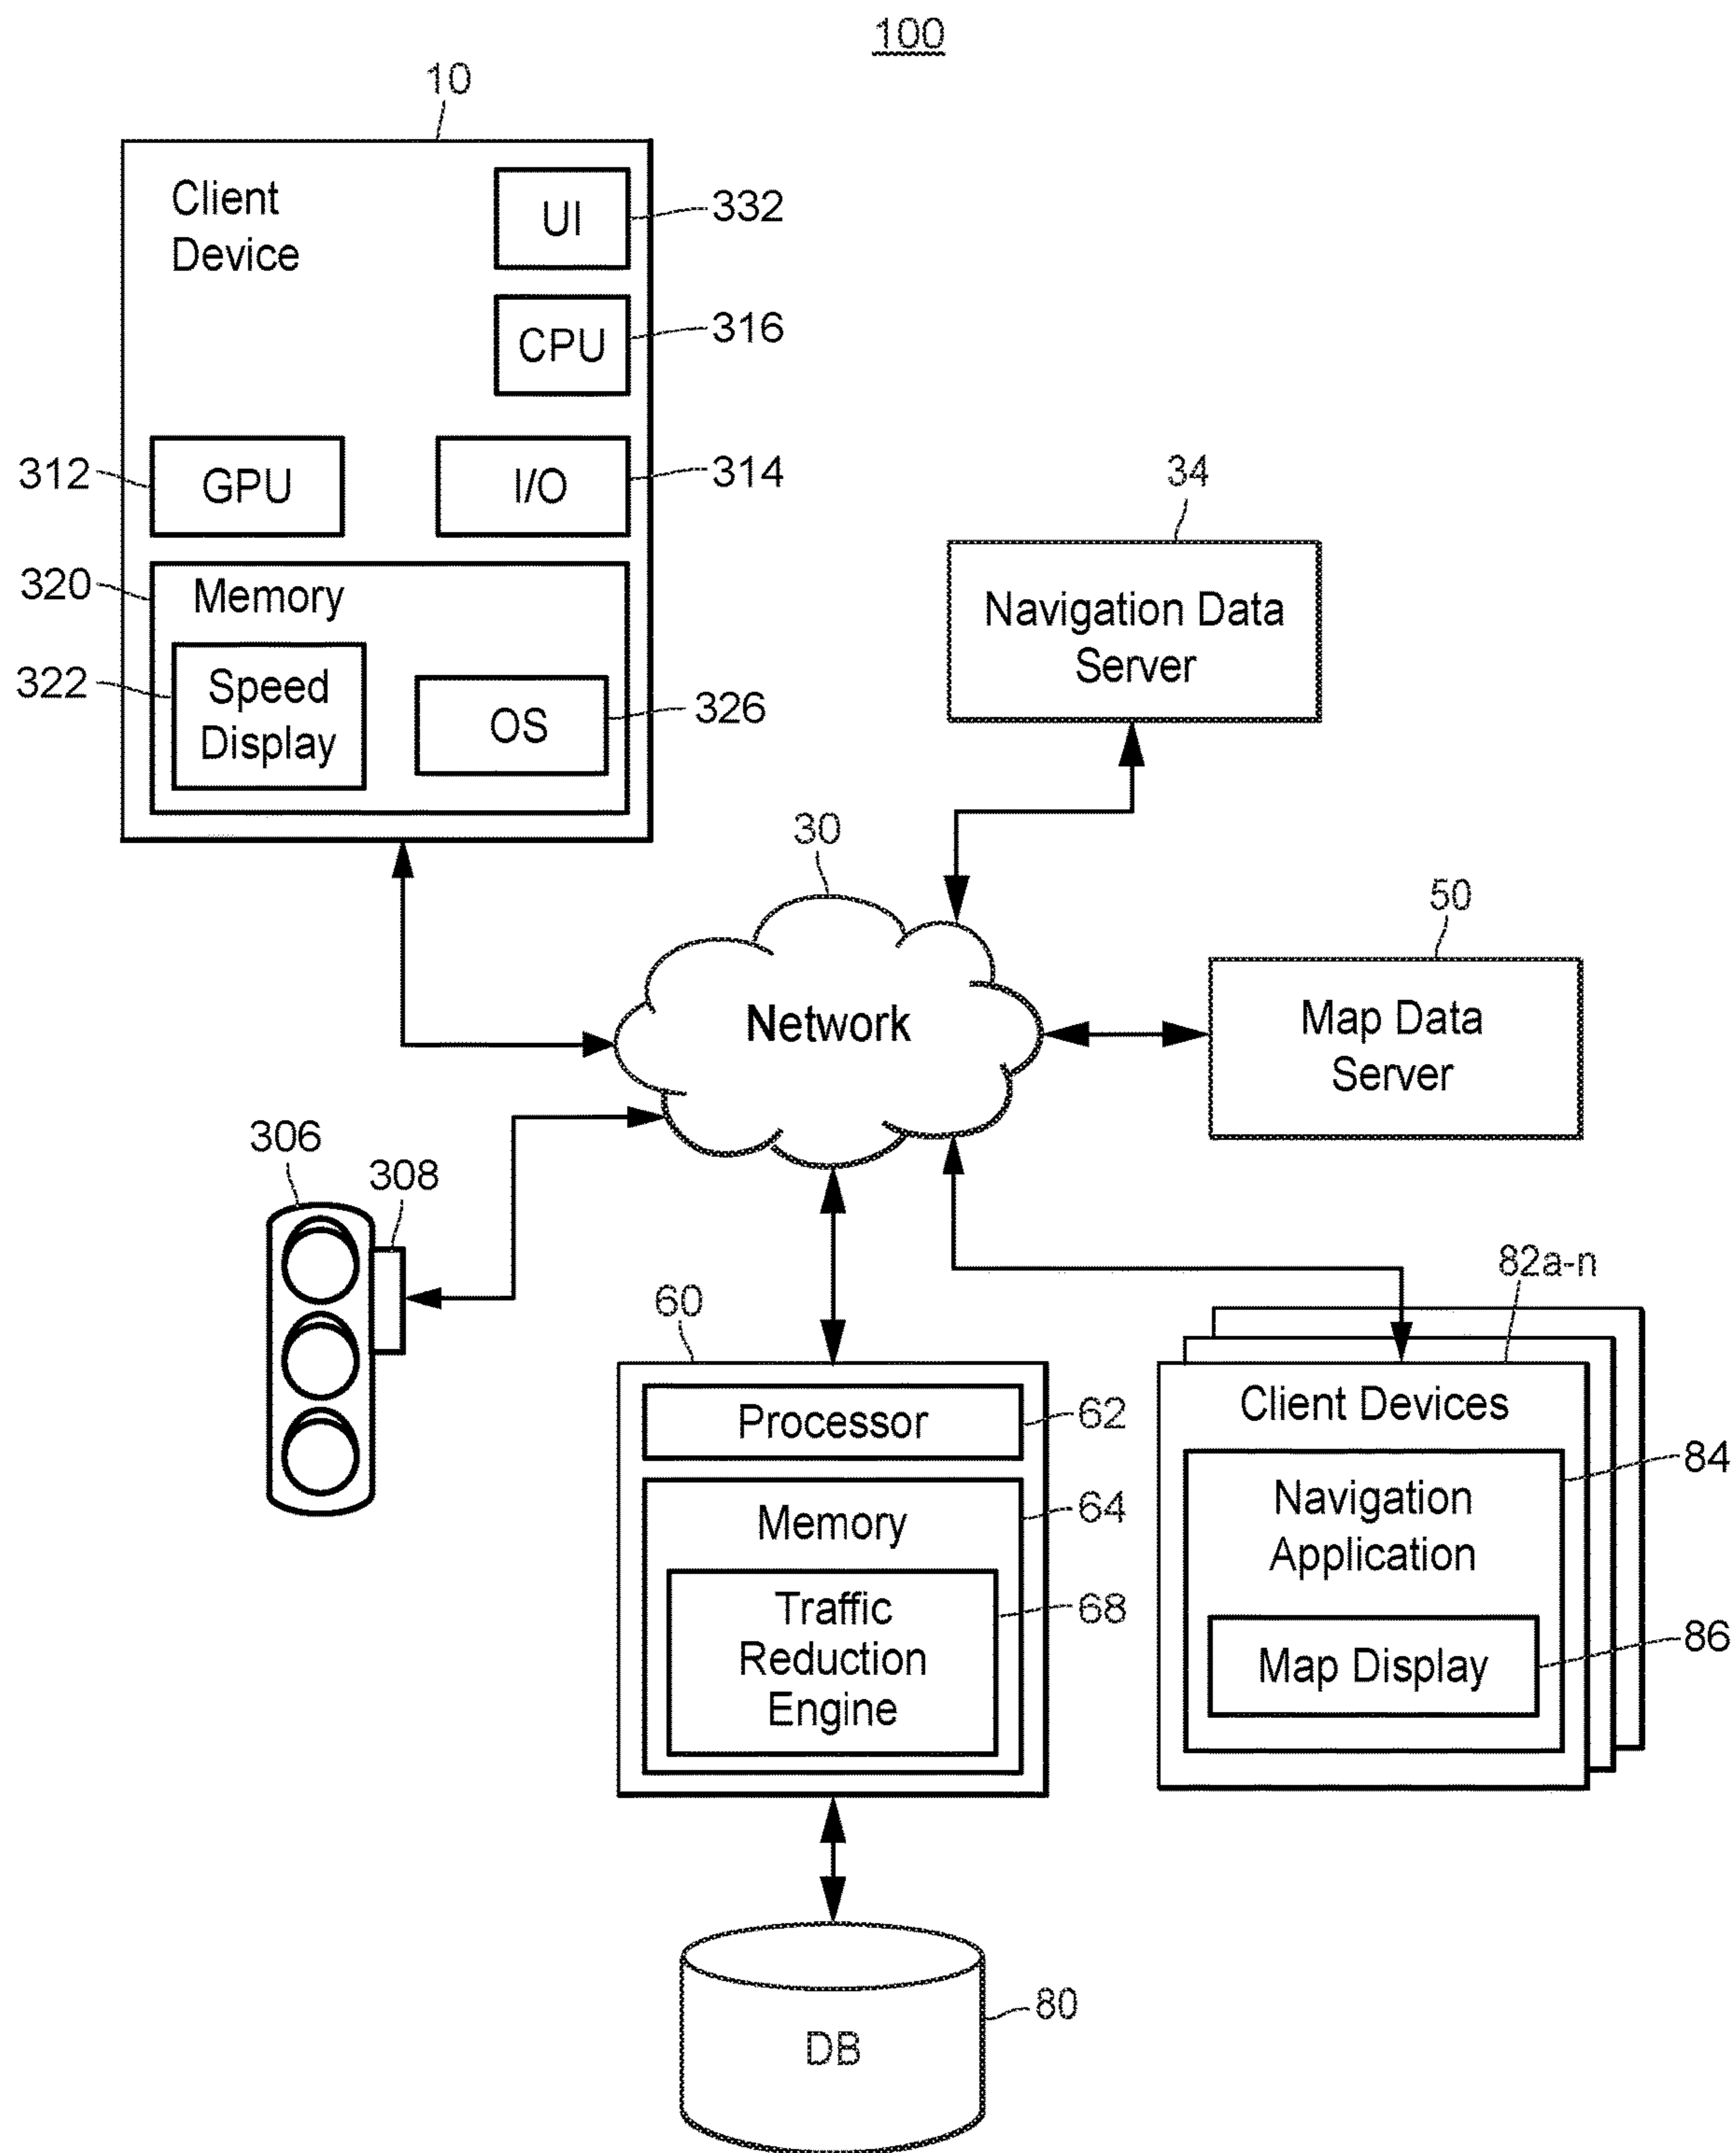 100
10
Client
Device
UI
332
CPU
316
312
GPU
I/O
314
320
Memory
322
Speed
Display
OS
326
34
Navigation Data
Server
30
Network
50
Map Data
Server
306
308
60
Processor
62
Memory
64
Traffic
Reduction
Engine
68
82a-n
Client Devices
Navigation
Application
84
Map Display
86
DB
80